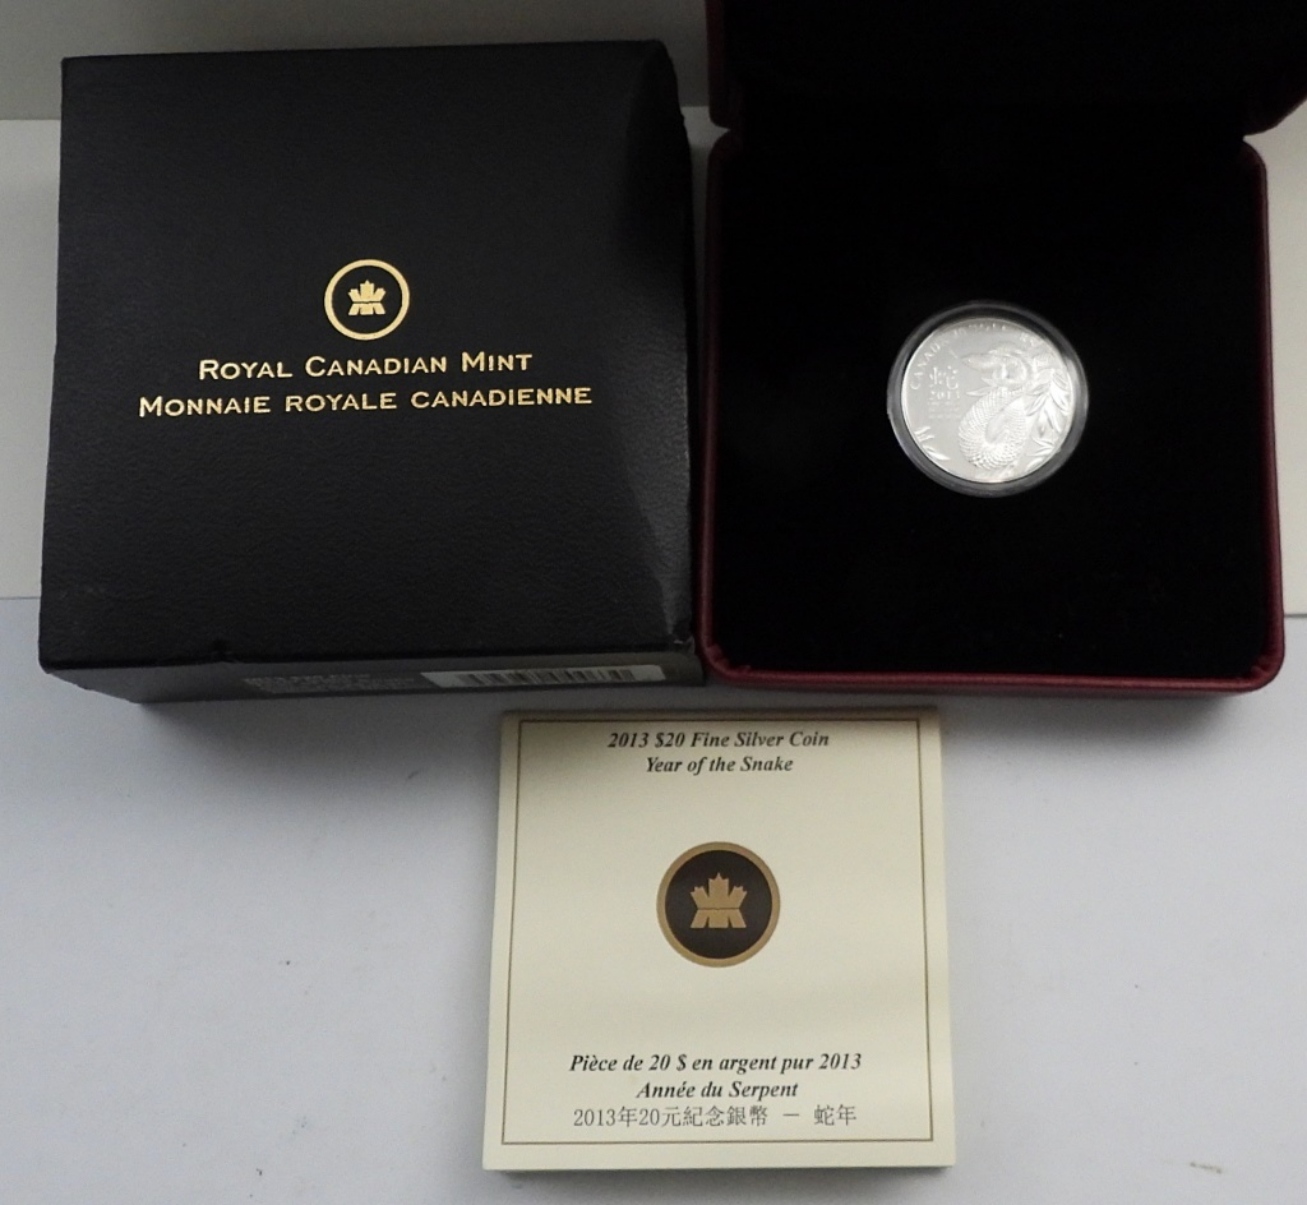 ROYAL CANADIAN MINT
MONNAIE ROYALE CANADIENNE
蛇
2013
2013 $20 Fine Silver Coin
Year of the Snake
Pièce de 20 $ en argent pur 2013
Année du Serpent
2013年20元紀念銀幣 － 蛇年